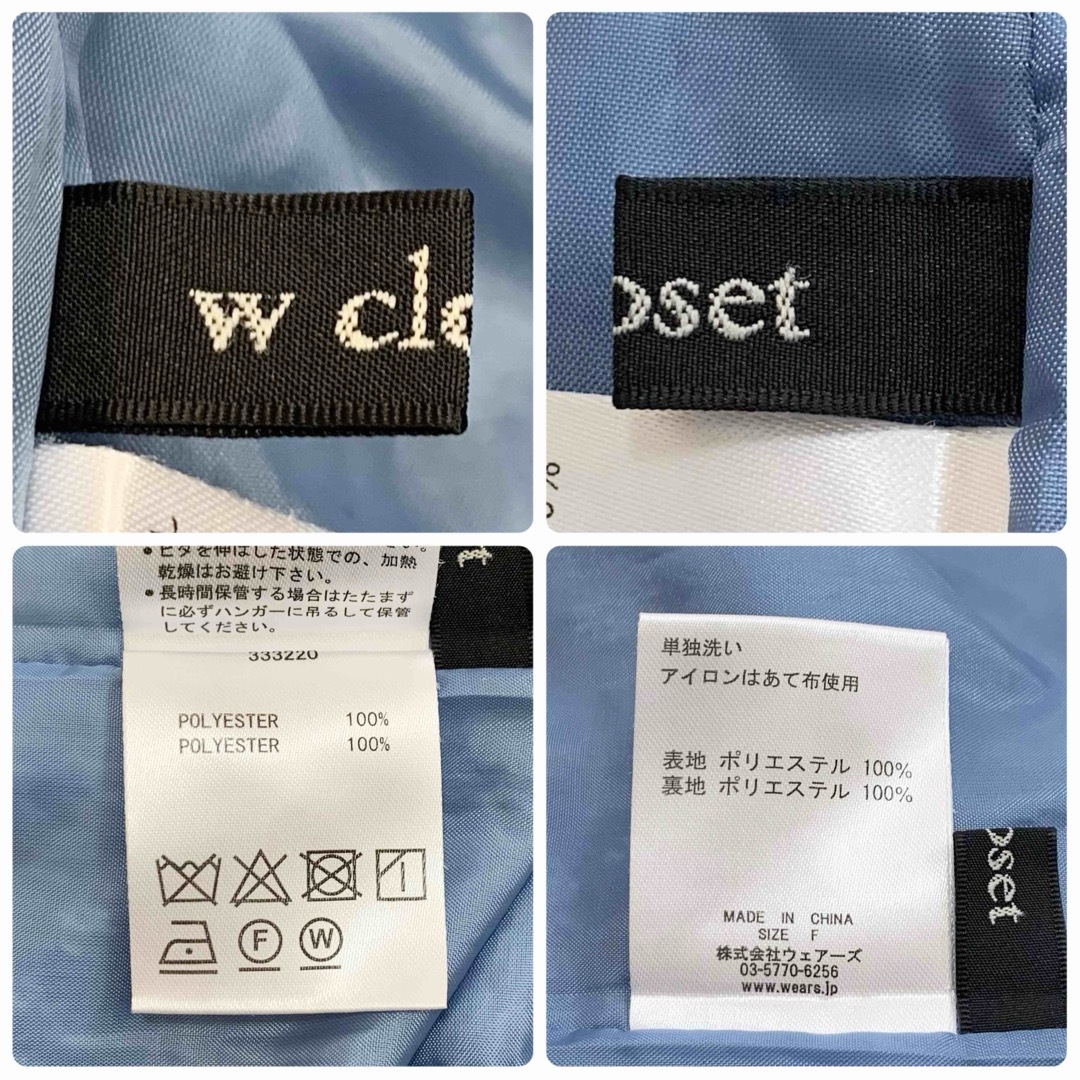 w clo
oset
ヒダを伸ばした状態での、加熱
乾燥はお避け下さい。
●長時間保管する場合はたたまず
に必ずハンガーに吊るして保管
してください。
333220
POLYESTER 100%
POLYESTER 100%
F W
単独洗い
アイロンはあて布使用
表地 ポリエステル 100%
裏地 ポリエステル 100%
oset
MADE IN CHINA
SIZE F
株式会社ウェアーズ
03-5770-6256
www.wears.jp